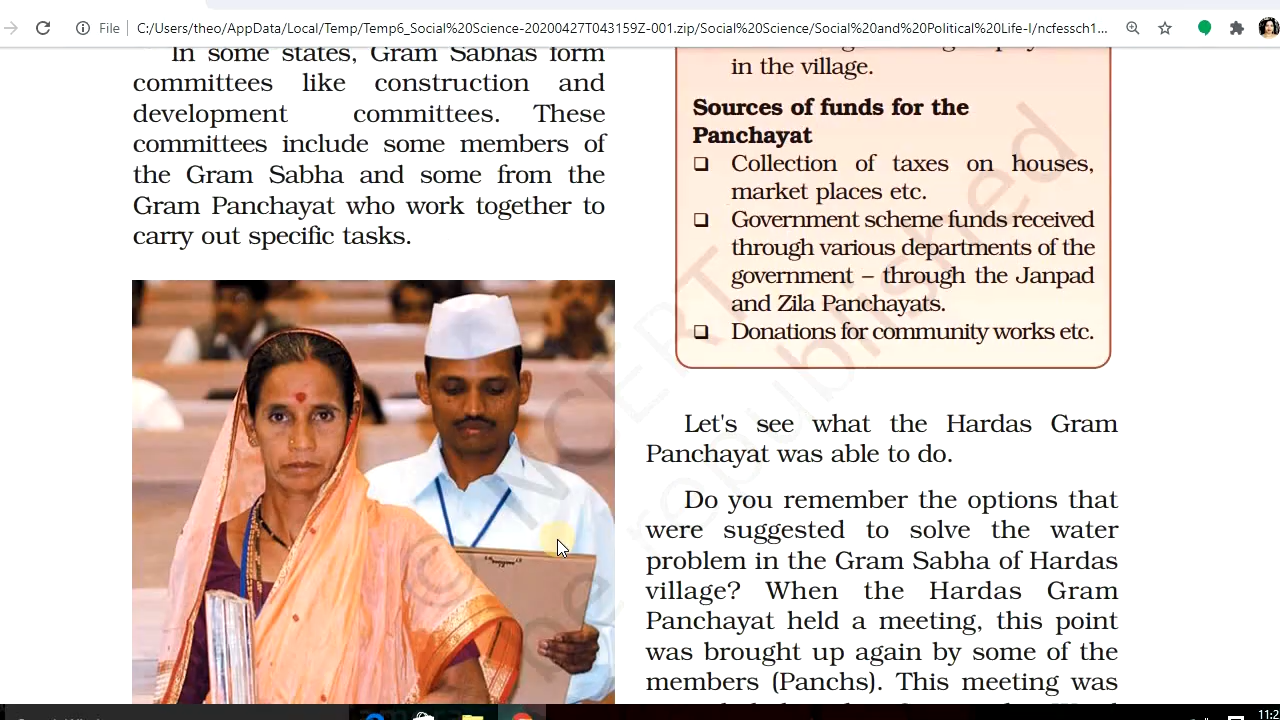 File
C:/Users/theo/AppData/Local/Temp/Temp6_Social%20Science-20200427T043159Z-001.zip/Social%20Science/Social%20and%20Political%20Life-I/ncfessch1...
In some states, Gram Sabhas form
committees like construction and
development committees. These
committees include some members of
the Gram Sabha and some from the
Gram Panchayat who work together to
carry out specific tasks.
in the village.
Sources of funds for the
Panchayat
❑ Collection of taxes on houses,
market places etc.
❑ Government scheme funds received
through various departments of the
government – through the Janpad
and Zila Panchayats.
❑ Donations for community works etc.
Let's see what the Hardas Gram
Panchayat was able to do.
Do you remember the options that
were suggested to solve the water
problem in the Gram Sabha of Hardas
village? When the Hardas Gram
Panchayat held a meeting, this point
was brought up again by some of the
members (Panchs). This meeting was
© NCERT
be republished
11:2